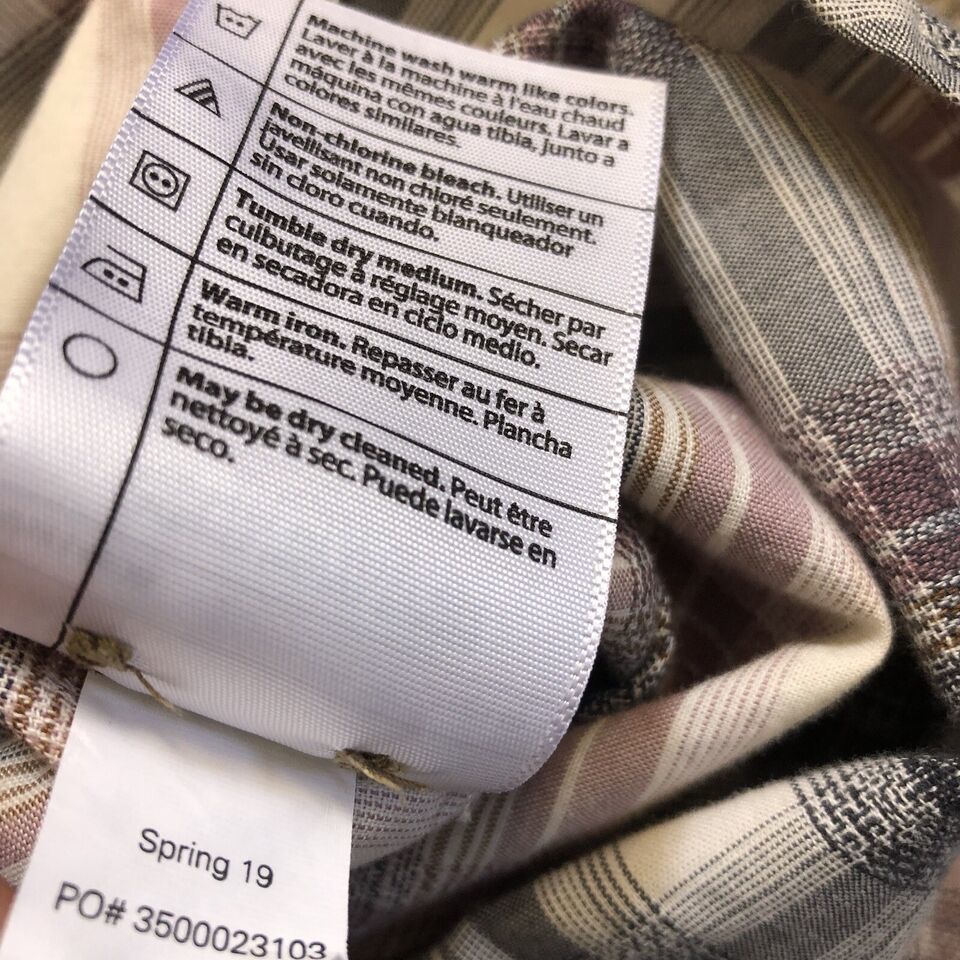 Machine wash warm like colors.
Laver à la machine à l'eau chaud
avec les mêmes couleurs. Lavar a
máquina con agua tibia, junto a
colores similares.
Non-chlorine bleach. Utiliser un
javellisant non chloré seulement.
Usar solamente blanqueador
sin cloro cuando.
Tumble dry medium. Sécher par
culbutage à réglage moyen. Secar
en secadora en ciclo medio.
Warm iron. Repasser au fer à
température moyenne. Plancha
tibla.
May be dry cleaned. Peut être
nettoyé à sec. Puede lavarse en
seco.
Spring 19
PO# 3500023103